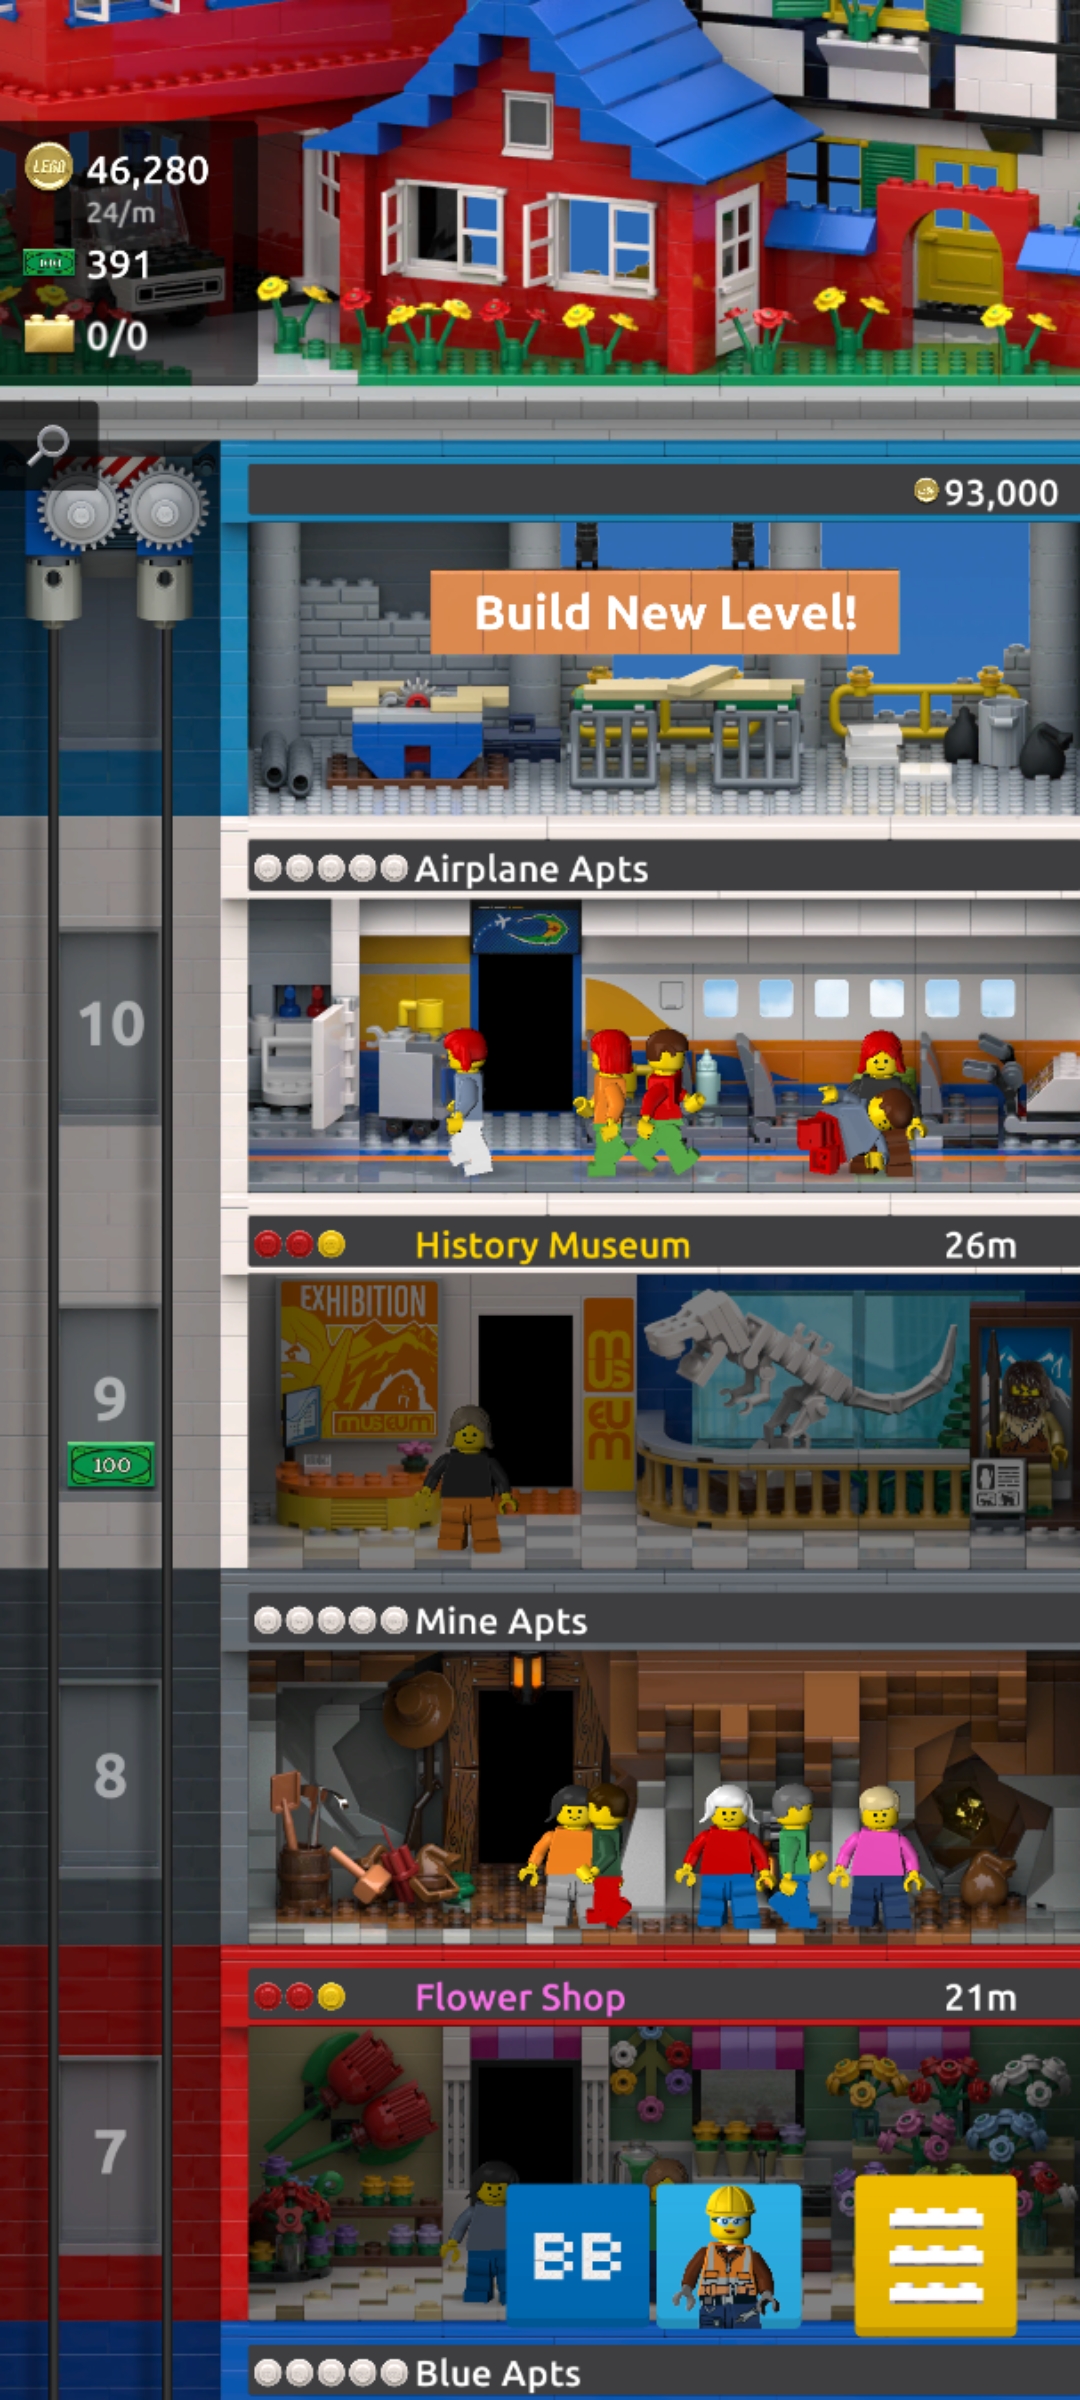 LEGO
46,280
24/m
391
0/0
93,000
Build New Level!
Airplane Apts
10
History Museum
26m
EXHIBITION
museum
mus
eum
9
100
Mine Apts
8
Flower Shop
21m
7
BB
Blue Apts